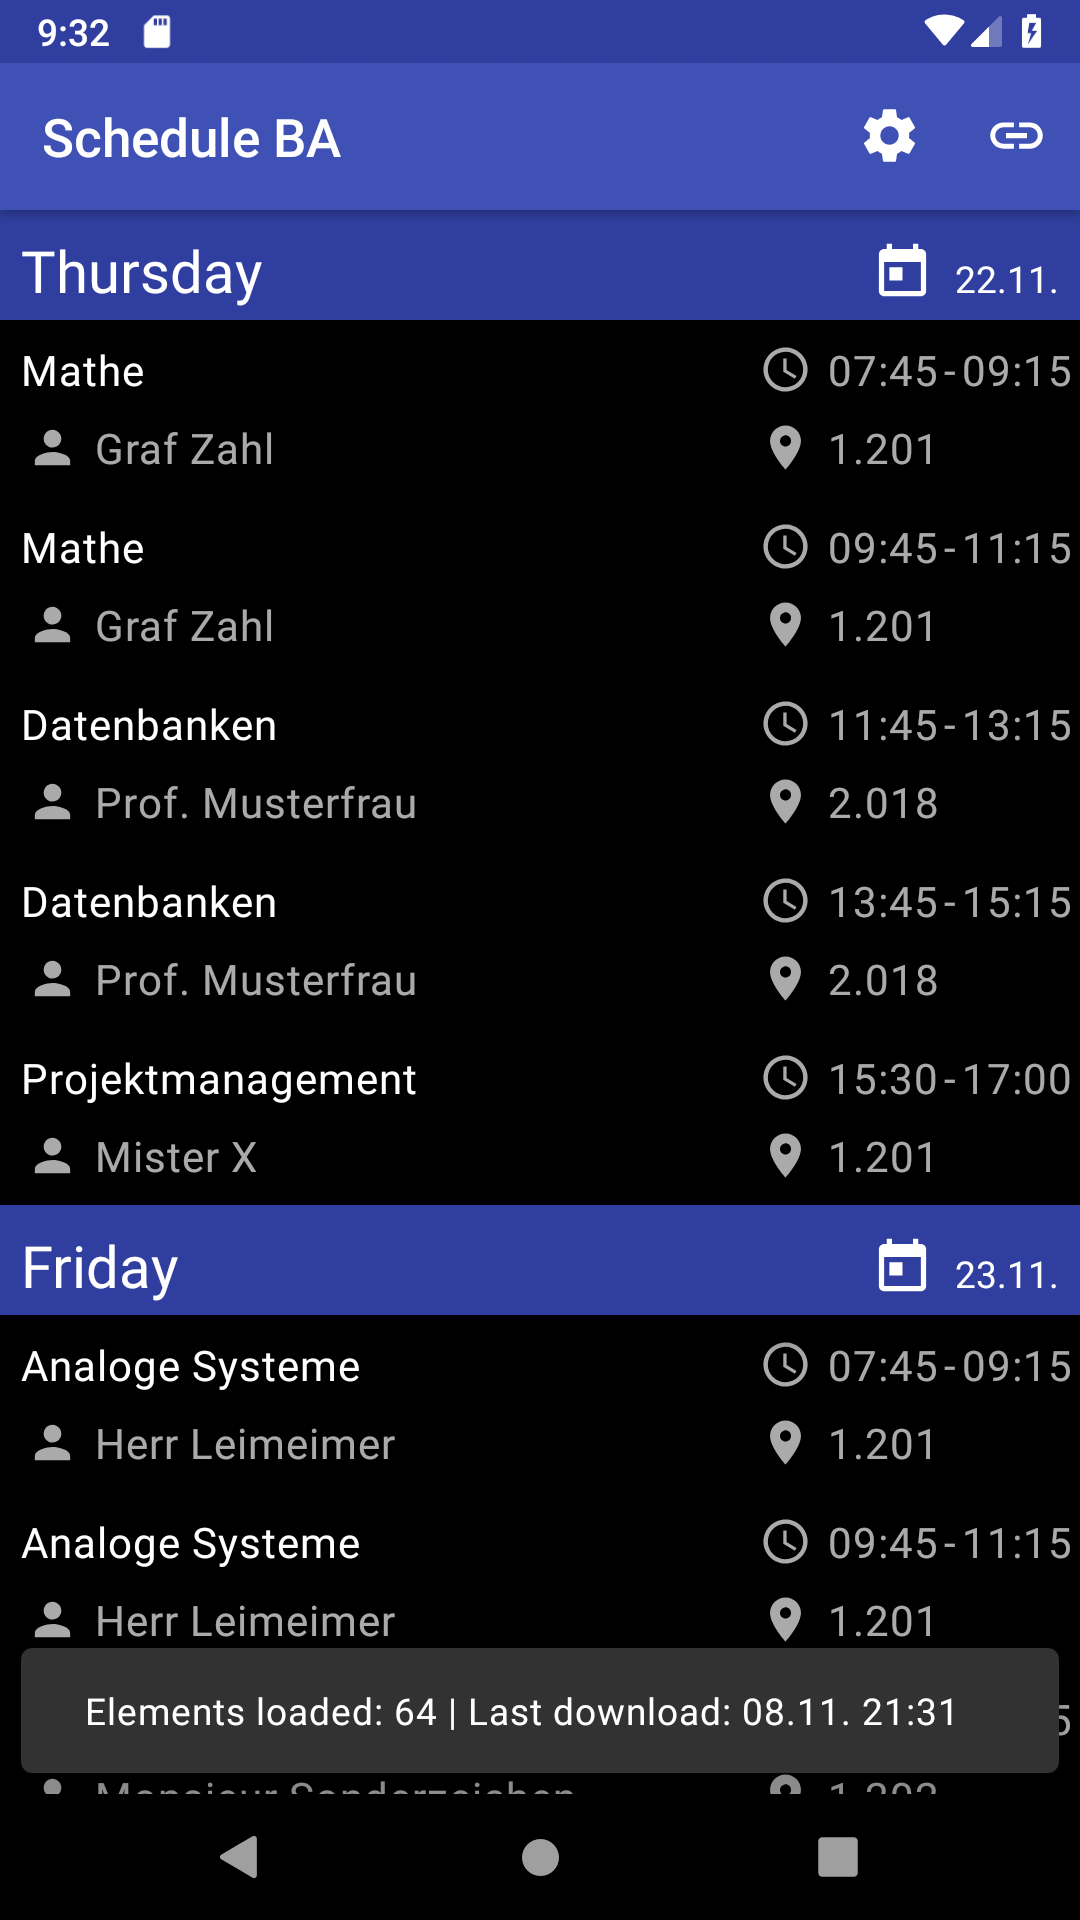 9:32
Schedule BA
Thursday 22.11.
Mathe 07:45-09:15
Graf Zahl 1.201
Mathe 09:45-11:15
Graf Zahl 1.201
Datenbanken 11:45-13:15
Prof. Musterfrau 2.018
Datenbanken 13:45-15:15
Prof. Musterfrau 2.018
Projektmanagement 15:30-17:00
Mister X 1.201
Friday 23.11.
Analoge Systeme 07:45-09:15
Herr Leimeimer 1.201
Analoge Systeme 09:45-11:15
Herr Leimeimer 1.201
Elements loaded: 64 | Last download: 08.11. 21:31